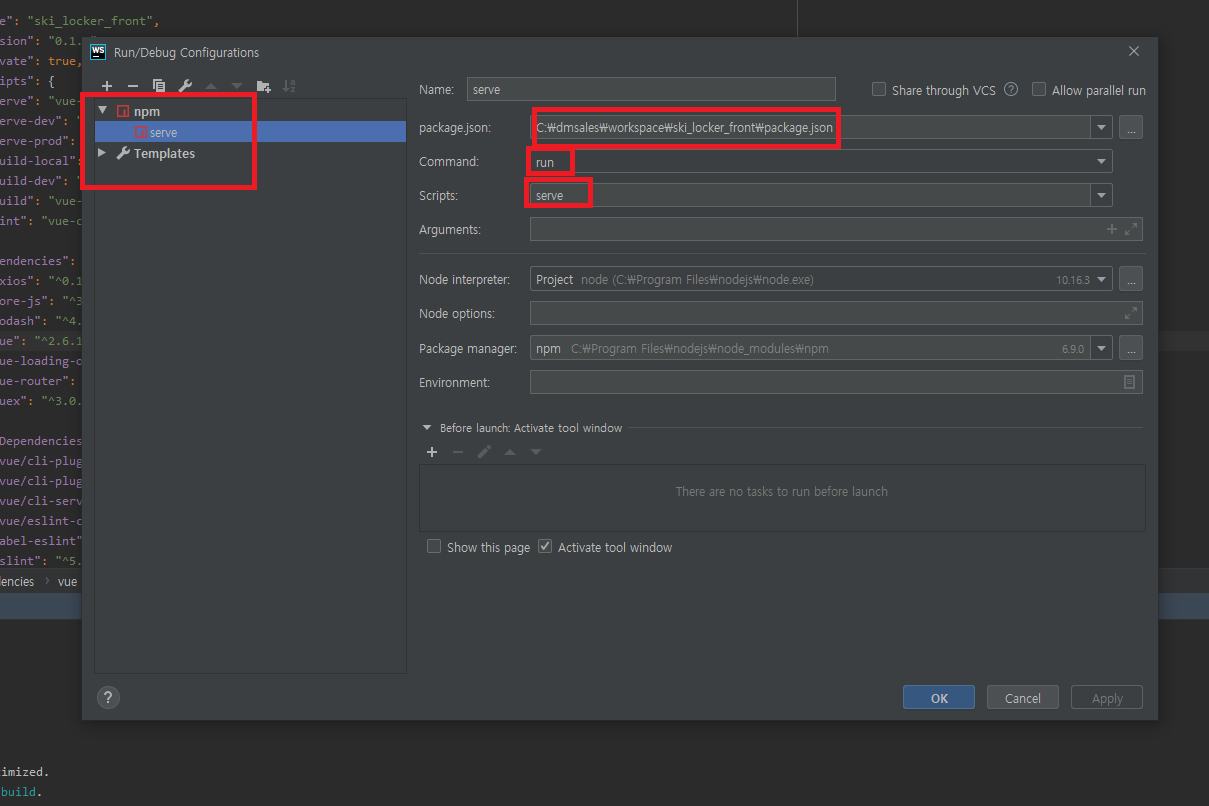 e": "ski_locker_front",
sion": "0.1.
vate": true,
ipts": {
erve": "vue-
erve-dev": "
erve-prod":
uild-local":
uild-dev": "
uild": "vue-
int": "vue-c
endencies":
xios": "^0.1
ore-js": "^3
odash": "^4.
ue": "^2.6.1
ue-loading-o
ue-router":
uex": "^3.0.
Dependencies
vue/cli-plug
vue/cli-plug
vue/cli-serv
vue/eslint-c
abel-eslint"
slint": "^5.
dencies › vue
timized.
build.
WS Run/Debug Configurations
npm
serve
Templates
Name: serve
Share through VCS ? Allow parallel run
package.json: C:₩dmsales₩workspace₩ski_locker_front₩package.json ...
Command: run
Scripts: serve
Arguments:
Node interpreter: Project node (C:₩Program Files₩nodejs₩node.exe) 10.16.3 ...
Node options:
Package manager: npm C:₩Program Files₩nodejs₩node_modules₩npm 6.9.0 ...
Environment:
Before launch: Activate tool window
There are no tasks to run before launch
Show this page Activate tool window
? OK Cancel Apply